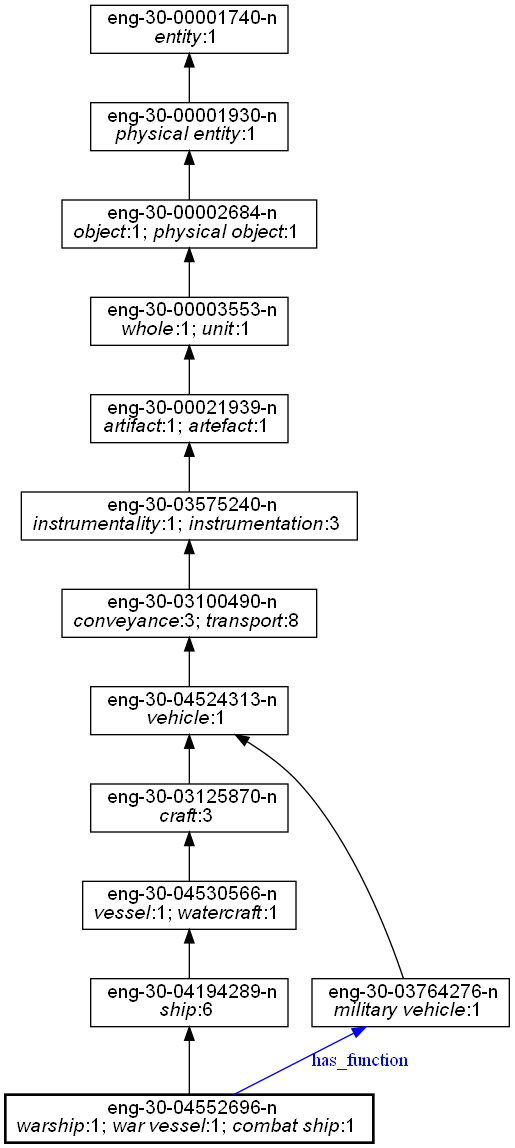 eng-30-00001740-n
entity:1
eng-30-00001930-n
physical entity:1
eng-30-00002684-n
object:1; physical object:1
eng-30-00003553-n
whole:1; unit:1
eng-30-00021939-n
artifact:1; artefact:1
eng-30-03575240-n
instrumentality:1; instrumentation:3
eng-30-03100490-n
conveyance:3; transport:8
eng-30-04524313-n
vehicle:1
eng-30-03125870-n
craft:3
eng-30-04530566-n
vessel:1; watercraft:1
eng-30-04194289-n
ship:6
eng-30-03764276-n
military vehicle:1
has_function
eng-30-04552696-n
warship:1; war vessel:1; combat ship:1